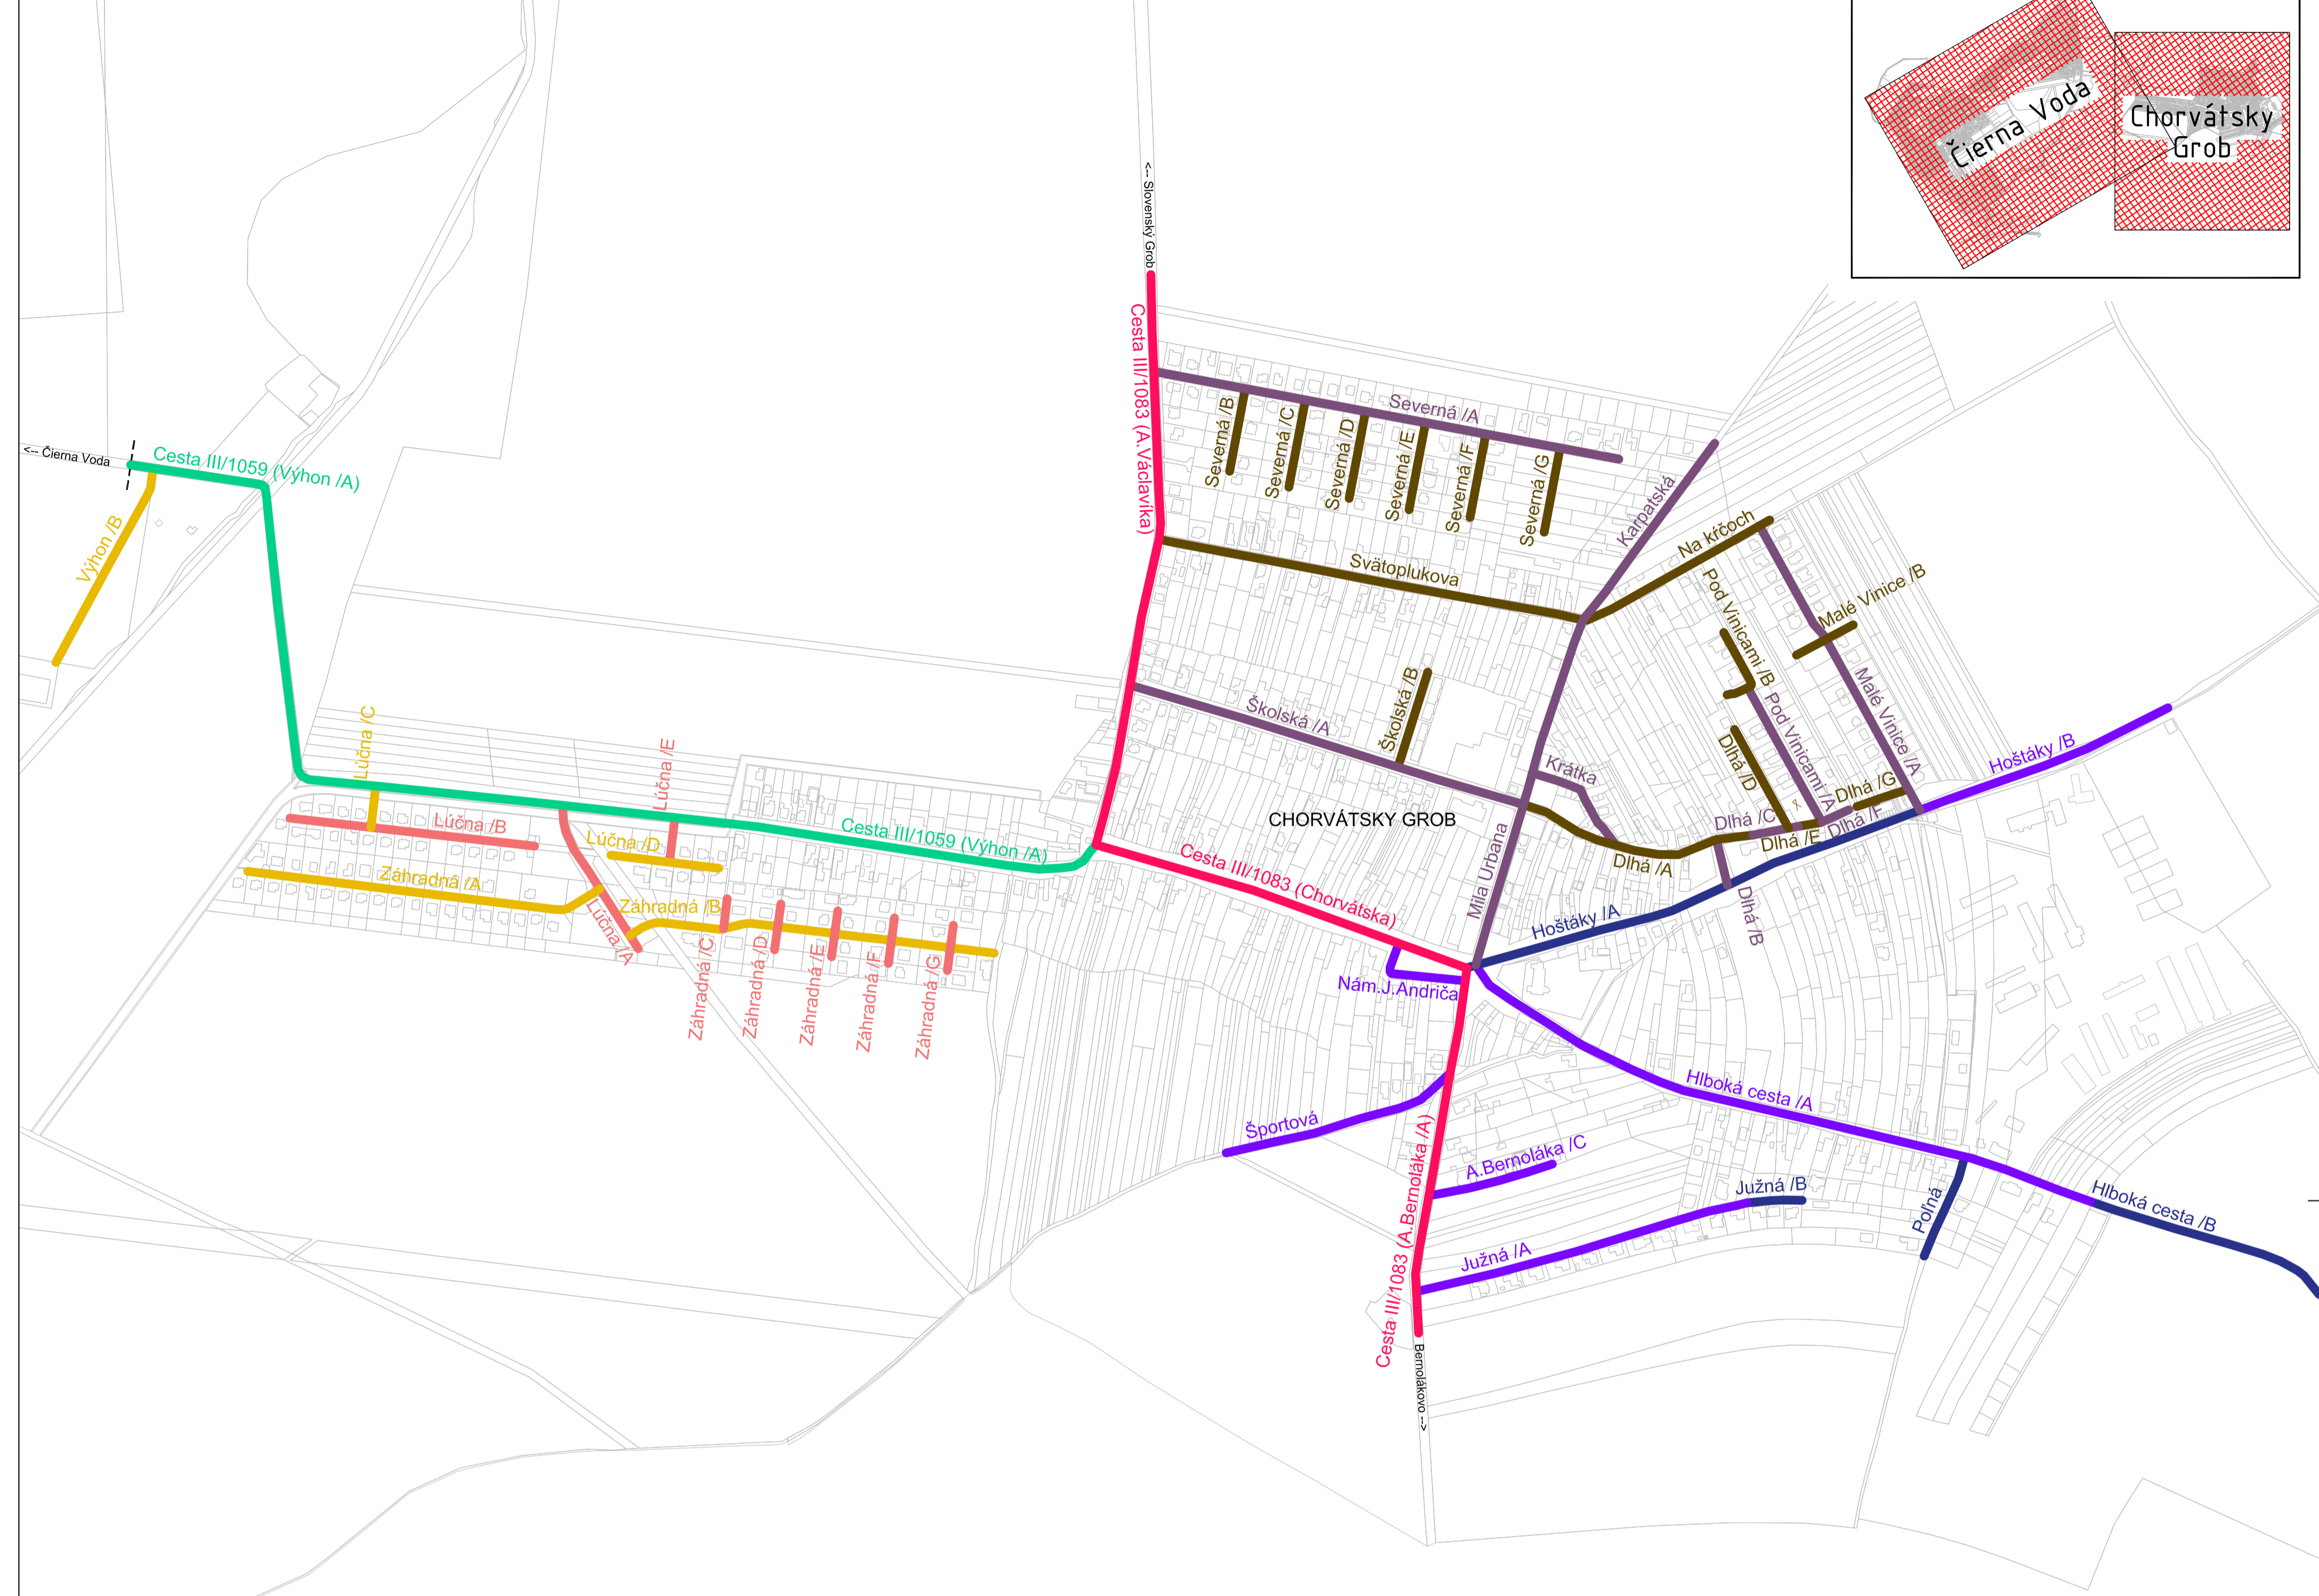 Čierna Voda
Chorvátsky
Grob
<-- Slovenský Grob
Cesta III/1083 (A.Václavíka)
Severná /A
Severná /B
Severná /C
Severná /D
Severná /E
Severná /F
Severná /G
Karpatská
<-- Čierna Voda
Cesta III/1059 (Výhon /A)
Výhon /B
Svätoplukova
Na kŕčoch
Pod Vinicami /B
Malé Vinice /B
Školská /A
Školská /B
Malé Vinice /A
Pod Vinicami /A
Hoštáky /B
Krátka
Dlhá /D
Dlhá /G
Dlhá /C
Dlhá /F
Dlhá /E
Dlhá /A
Dlhá /B
CHORVÁTSKY GROB
Lúčna /C
Lúčna /E
Lúčna /B
Lúčna /D
Cesta III/1059 (Výhon /A)
Cesta III/1083 (Chorvátska)
Mila Urbana
Hoštáky /A
Záhradná /A
Záhradná /B
Lúčna /A
Záhradná /C
Záhradná /D
Záhradná /E
Záhradná /F
Záhradná /G
Nám.J.Andriča
Hlboká cesta /A
Športová
A.Bernoláka /C
Cesta III/1083 (A.Bernoláka /A)
Južná /B
Južná /A
Poľná
Hlboká cesta /B
Bernolákovo -->